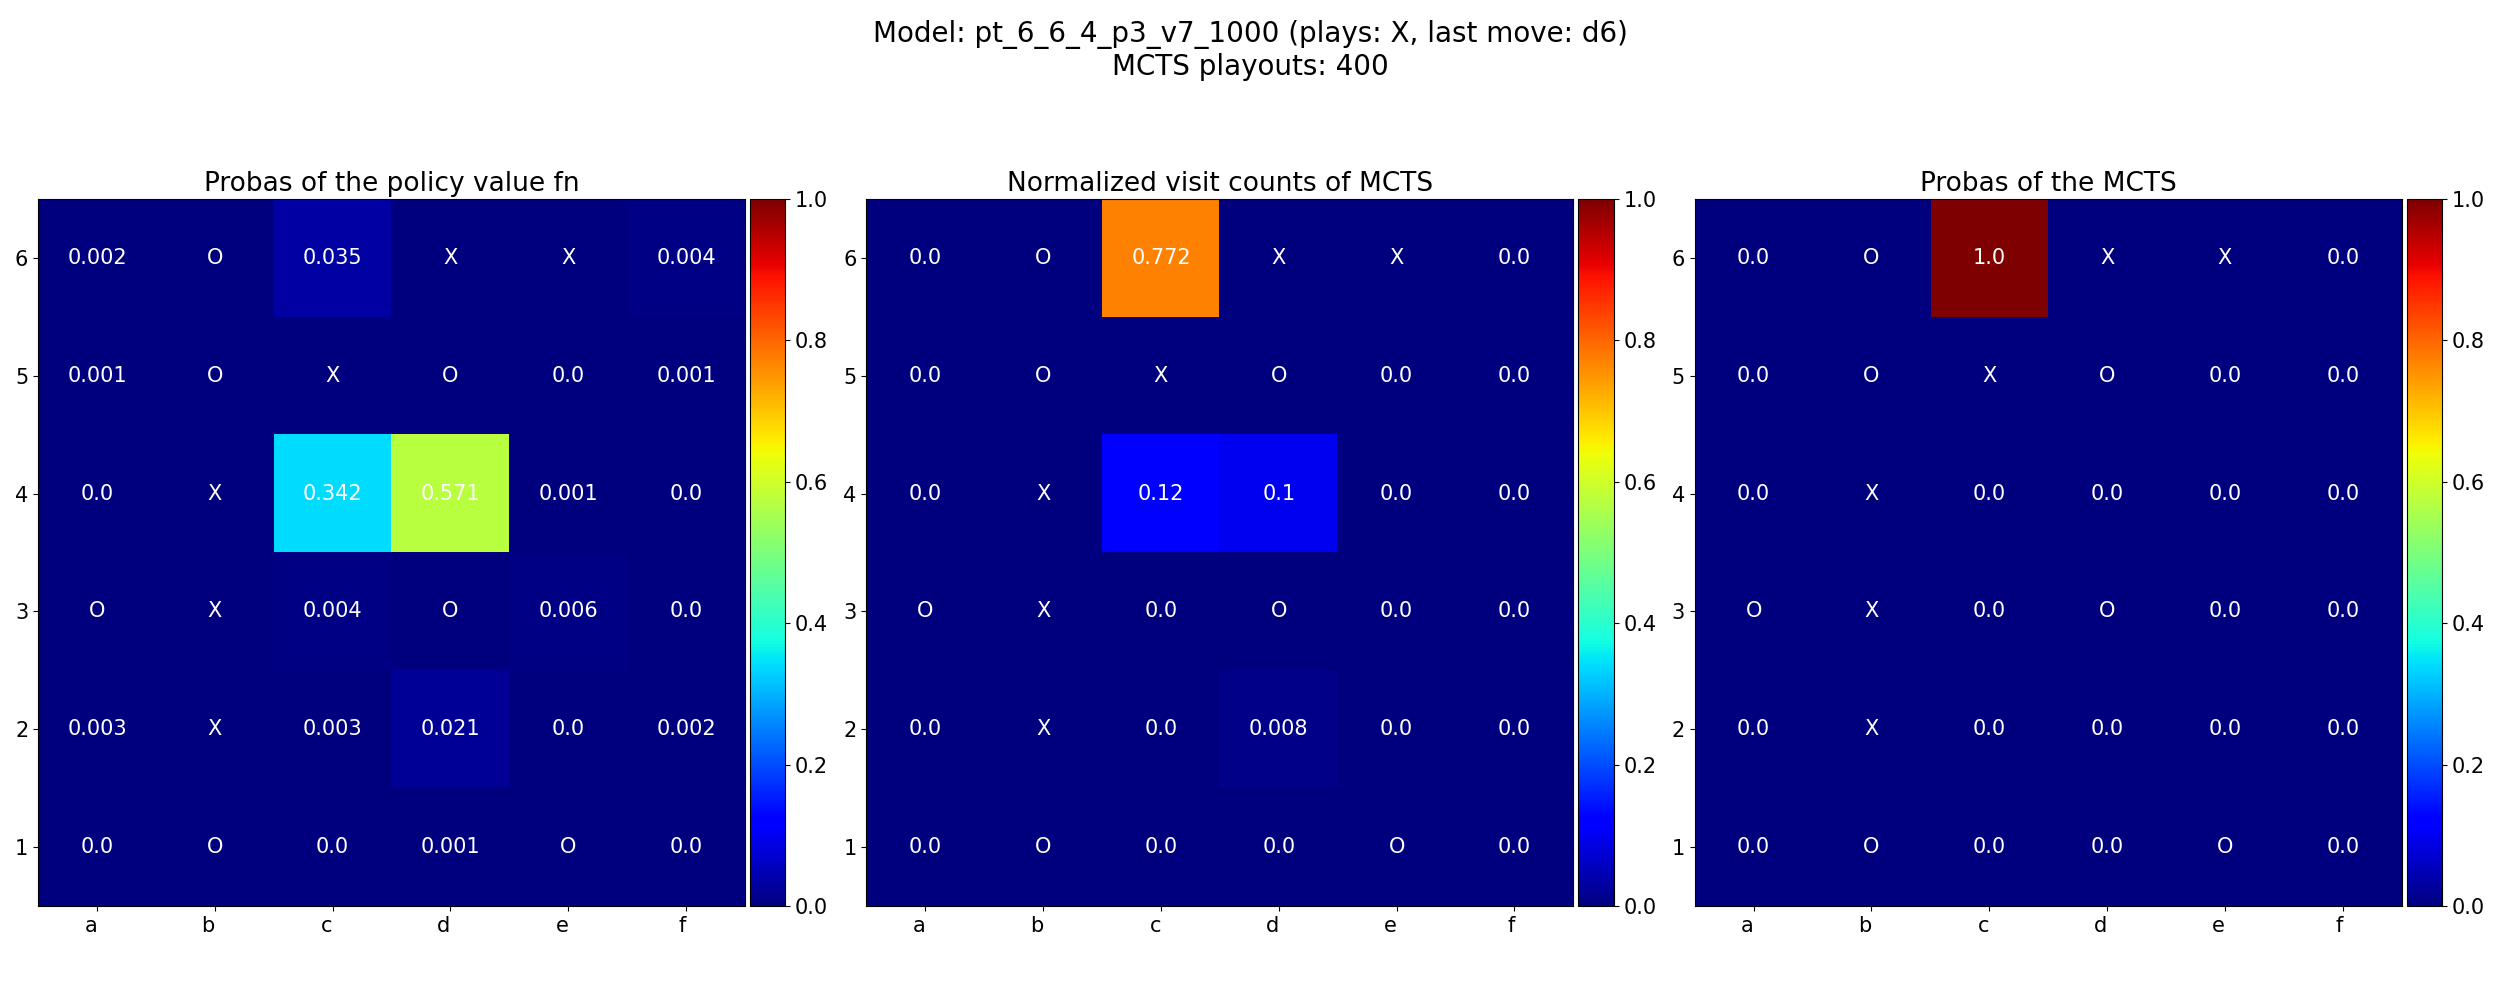 Model: pt_6_6_4_p3_v7_1000 (plays: X, last move: d6)
MCTS playouts: 400
Probas of the policy value fn
6 0.002 O 0.035 X X 0.004
5 0.001 O X O 0.0 0.001
4 0.0 X 0.342 0.571 0.001 0.0
3 O X 0.004 O 0.006 0.0
2 0.003 X 0.003 0.021 0.0 0.002
1 0.0 O 0.0 0.001 O 0.0
a b c d e f
1.0
0.8
0.6
0.4
0.2
0.0
Normalized visit counts of MCTS
6 0.0 O 0.772 X X 0.0
5 0.0 O X O 0.0 0.0
4 0.0 X 0.12 0.1 0.0 0.0
3 O X 0.0 O 0.0 0.0
2 0.0 X 0.0 0.008 0.0 0.0
1 0.0 O 0.0 0.0 O 0.0
a b c d e f
1.0
0.8
0.6
0.4
0.2
0.0
Probas of the MCTS
6 0.0 O 1.0 X X 0.0
5 0.0 O X O 0.0 0.0
4 0.0 X 0.0 0.0 0.0 0.0
3 O X 0.0 O 0.0 0.0
2 0.0 X 0.0 0.0 0.0 0.0
1 0.0 O 0.0 0.0 O 0.0
a b c d e f
1.0
0.8
0.6
0.4
0.2
0.0